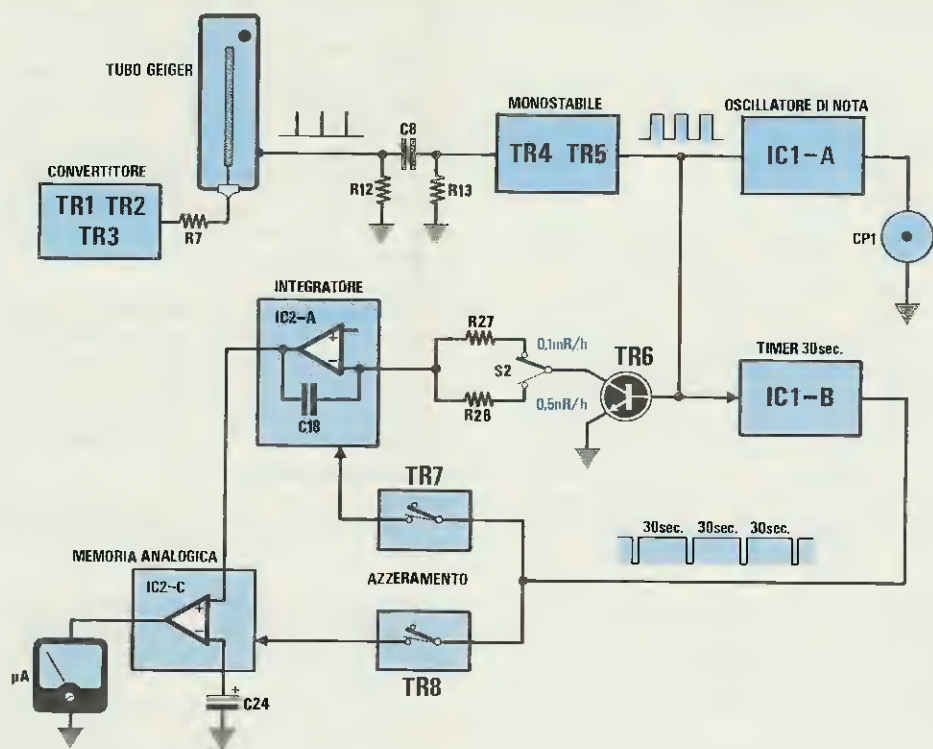 TUBO GEIGER
CONVERTITORE
TR1 TR2
TR3
R7
C8
R12
R13
MONOSTABILE
TR4 TR5
OSCILLATORE DI NOTA
IC1-A
CP1
INTEGRATORE
IC2-A
+
-
C18
R27
0,1mR/h
S2
R28
0,5mR/h
TR6
TIMER 30sec.
IC1-B
TR7
30sec. 30sec. 30sec.
AZZERAMENTO
TR8
MEMORIA ANALOGICA
IC2-C
+
-
µA
+
C24